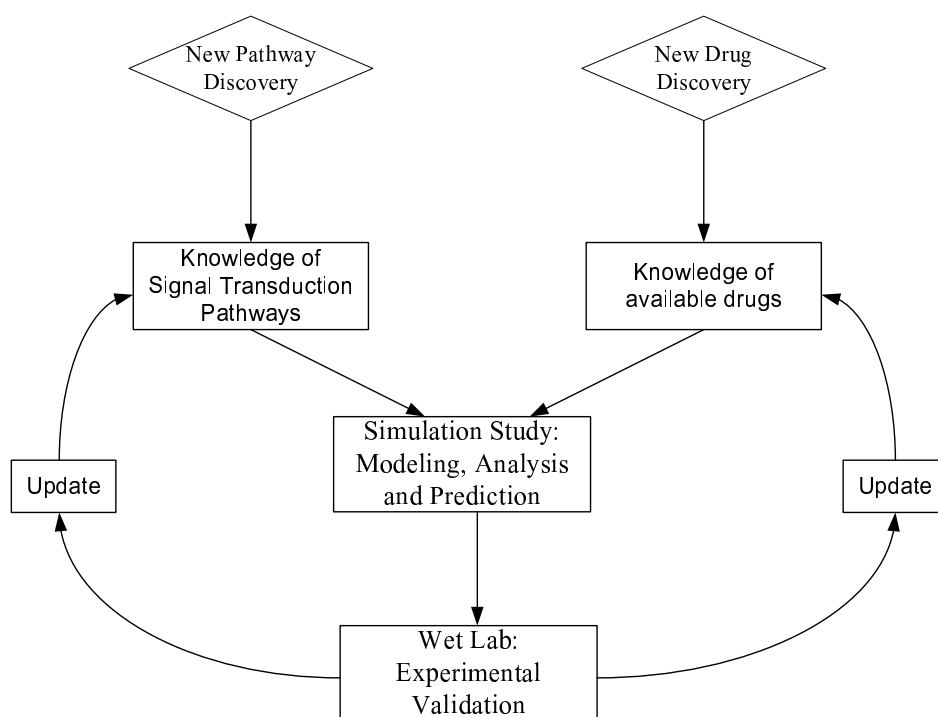 New Pathway
Discovery
New Drug
Discovery
Knowledge of
Signal Transduction
Pathways
Knowledge of
available drugs
Simulation Study:
Modeling, Analysis
and Prediction
Update
Update
Wet Lab:
Experimental
Validation